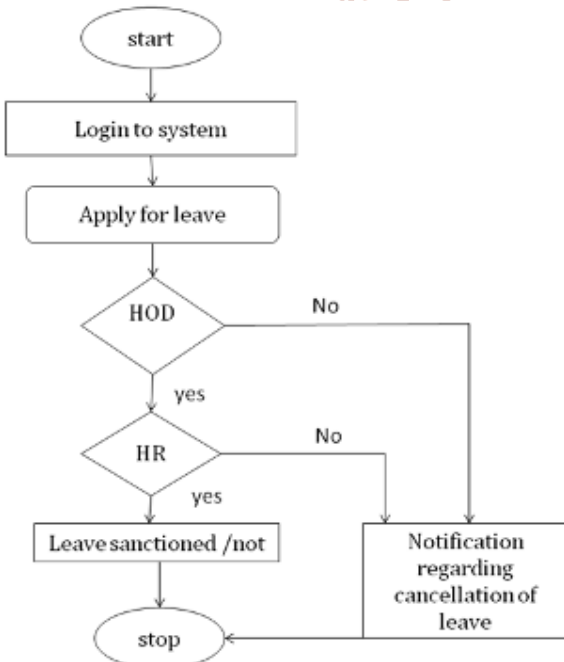 start
Login to system
Apply for leave
HOD
No
yes
HR
No
yes
Leave sanctioned /not
Notification
regarding
cancellation of
leave
stop